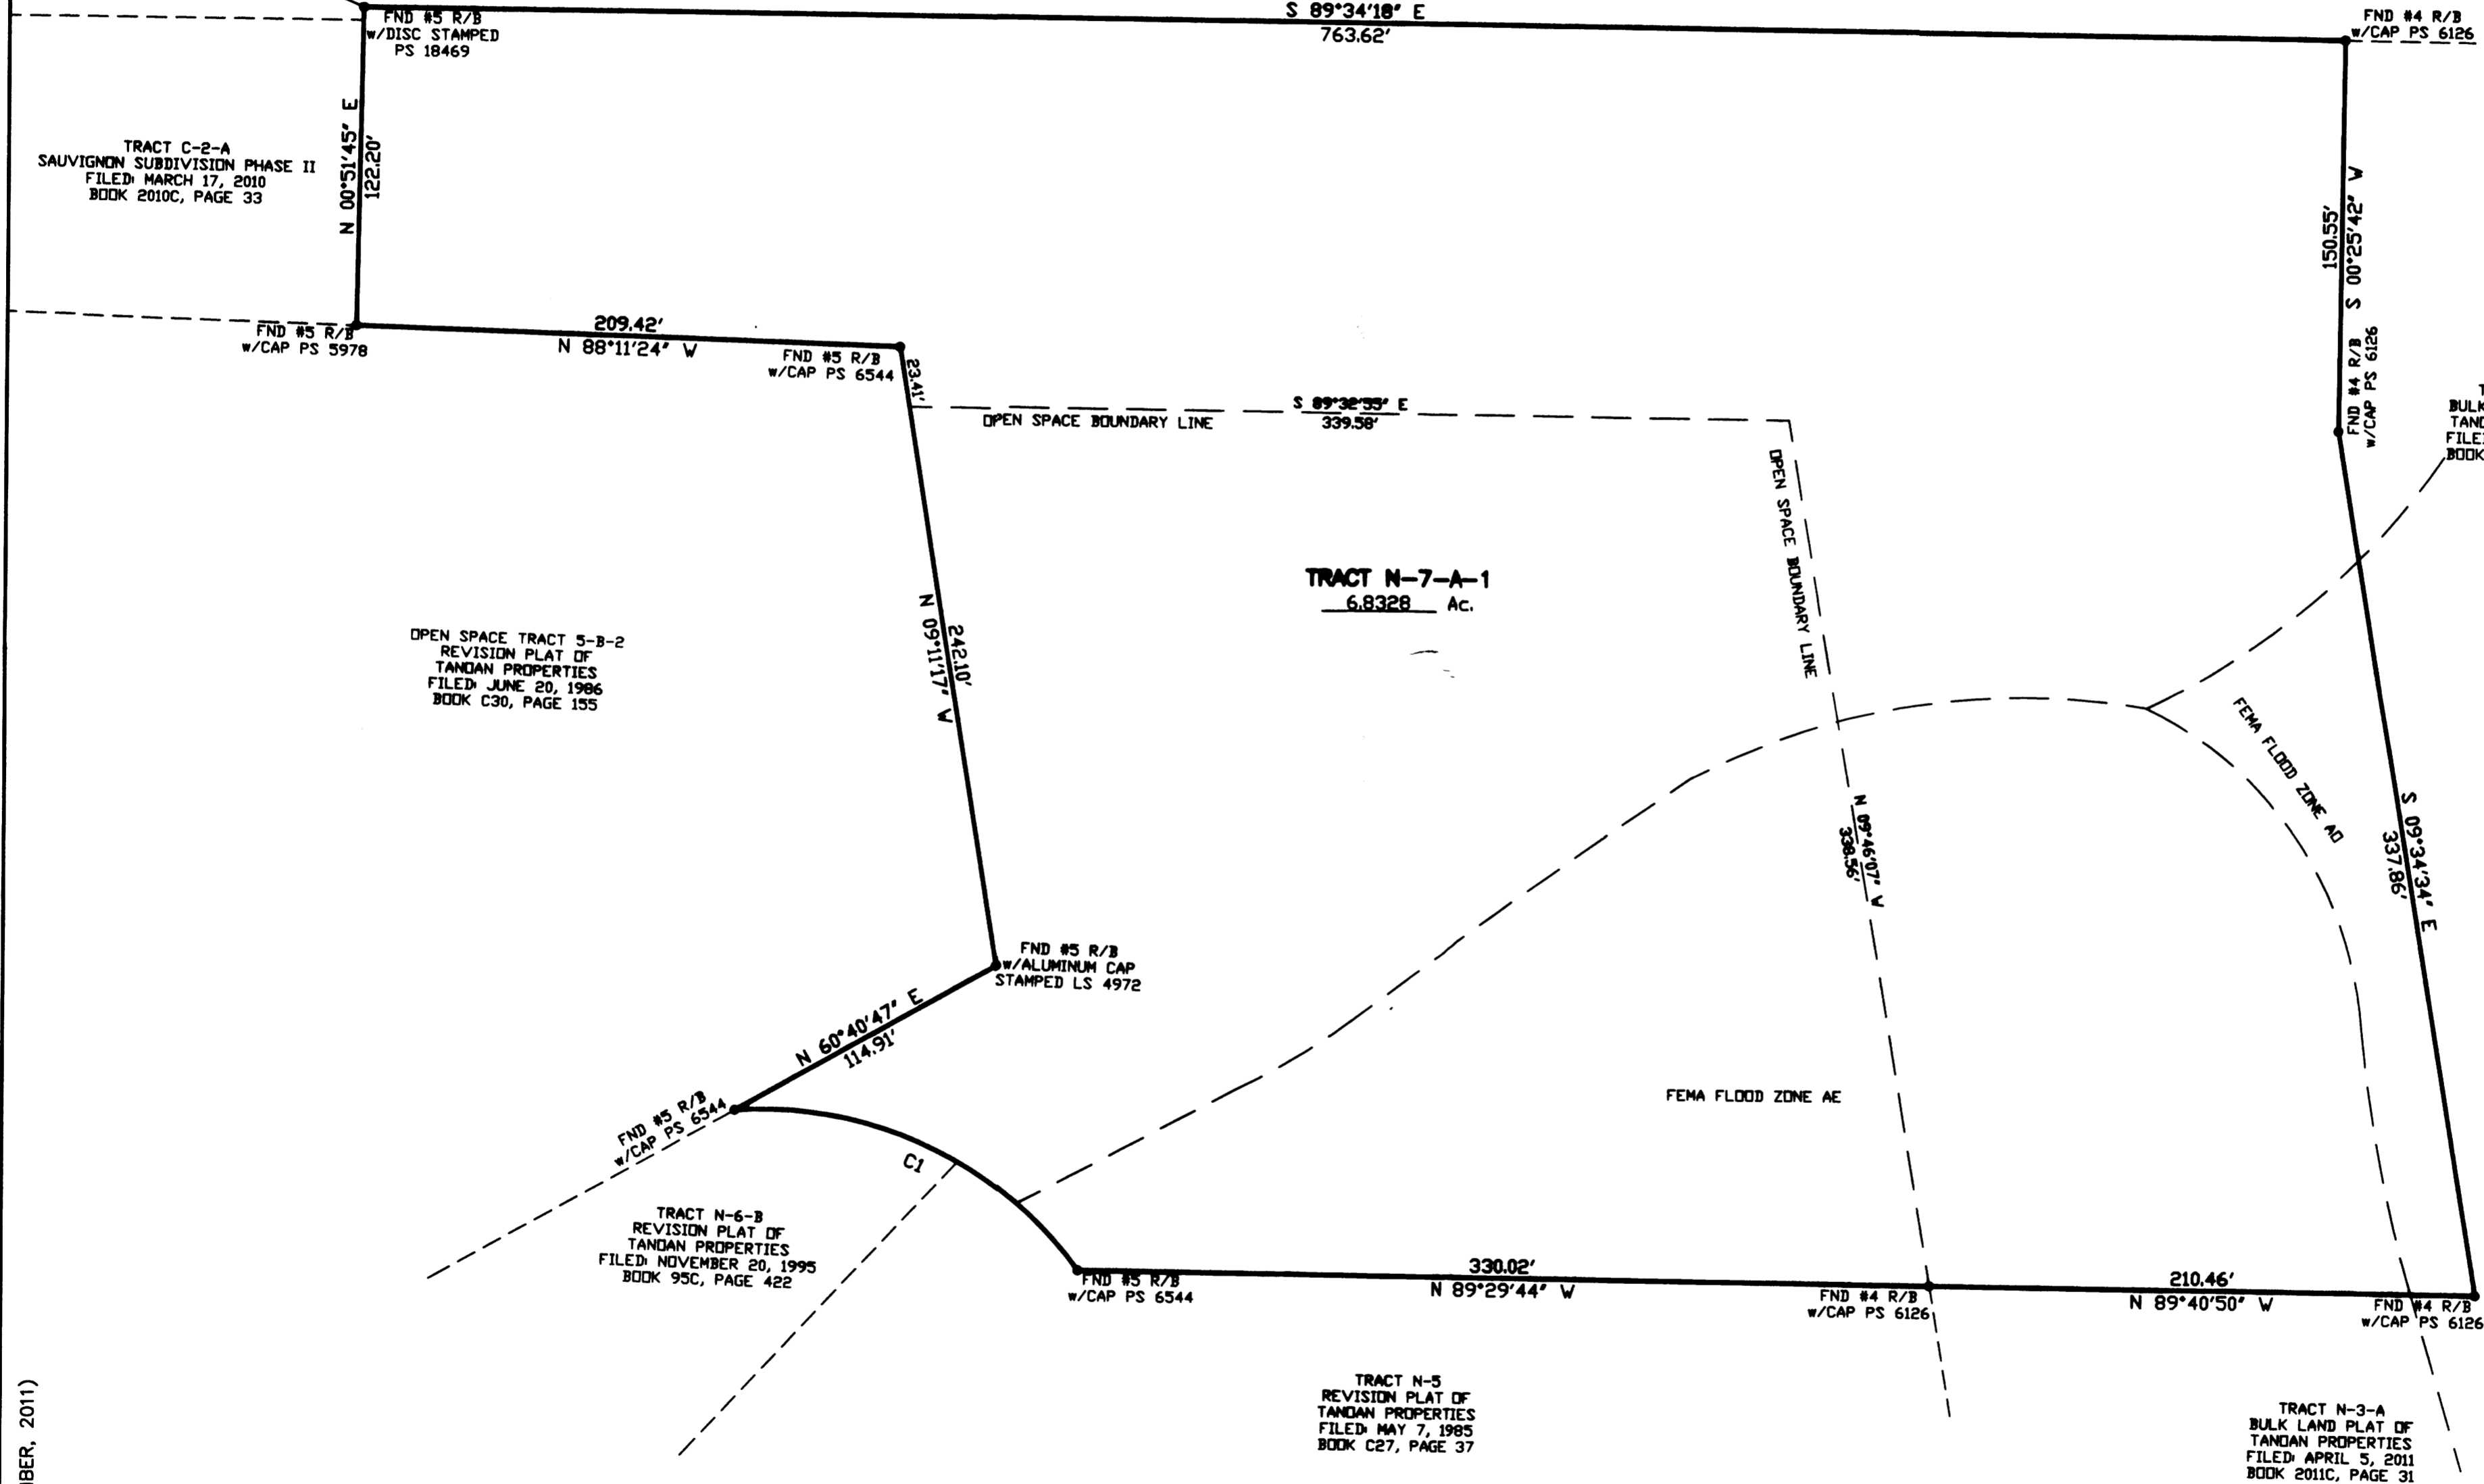 S 89°34'18" E
763.62'
FND #5 R/B
w/DISC STAMPED
PS 18469
FND #4 R/B
w/CAP PS 6126
N 00°51'45" E
122.20'
TRACT C-2-A
SAUVIGNON SUBDIVISION PHASE II
FILED: MARCH 17, 2010
BOOK 2010C, PAGE 33
150.55'
S 00°25'42" W
FND #5 R/B
w/CAP PS 5978
209.42'
N 88°11'24" W
FND #5 R/B
w/CAP PS 6544
23.41'
FND #4 R/B
w/CAP PS 6126
OPEN SPACE BOUNDARY LINE
S 89°32'55" E
339.58'
T
BULK
TANO
FILE
BOOK
OPEN SPACE BOUNDARY LINE
TRACT N-7-A-1
6.8328 Ac.
OPEN SPACE TRACT 5-B-2
REVISION PLAT OF
TANOAN PROPERTIES
FILED: JUNE 20, 1986
BOOK C30, PAGE 155
242.10'
N 09°11'17" W
FEMA FLOOD ZONE AO
N 09°46'07" W
338.56'
S 09°34'34" E
337.86'
FND #5 R/B
w/ALUMINUM CAP
STAMPED LS 4972
N 60°40'47" E
114.91'
FND #5 R/B
w/CAP PS 6544
C1
FEMA FLOOD ZONE AE
TRACT N-6-B
REVISION PLAT OF
TANOAN PROPERTIES
FILED: NOVEMBER 20, 1995
BOOK 95C, PAGE 422
FND #5 R/B
w/CAP PS 6544
330.02'
N 89°29'44" W
FND #4 R/B
w/CAP PS 6126
210.46'
N 89°40'50" W
FND #4 R/B
w/CAP PS 6126
TRACT N-5
REVISION PLAT OF
TANOAN PROPERTIES
FILED: MAY 7, 1985
BOOK C27, PAGE 37
TRACT N-3-A
BULK LAND PLAT OF
TANOAN PROPERTIES
FILED: APRIL 5, 2011
BOOK 2011C, PAGE 31
BER, 2011)